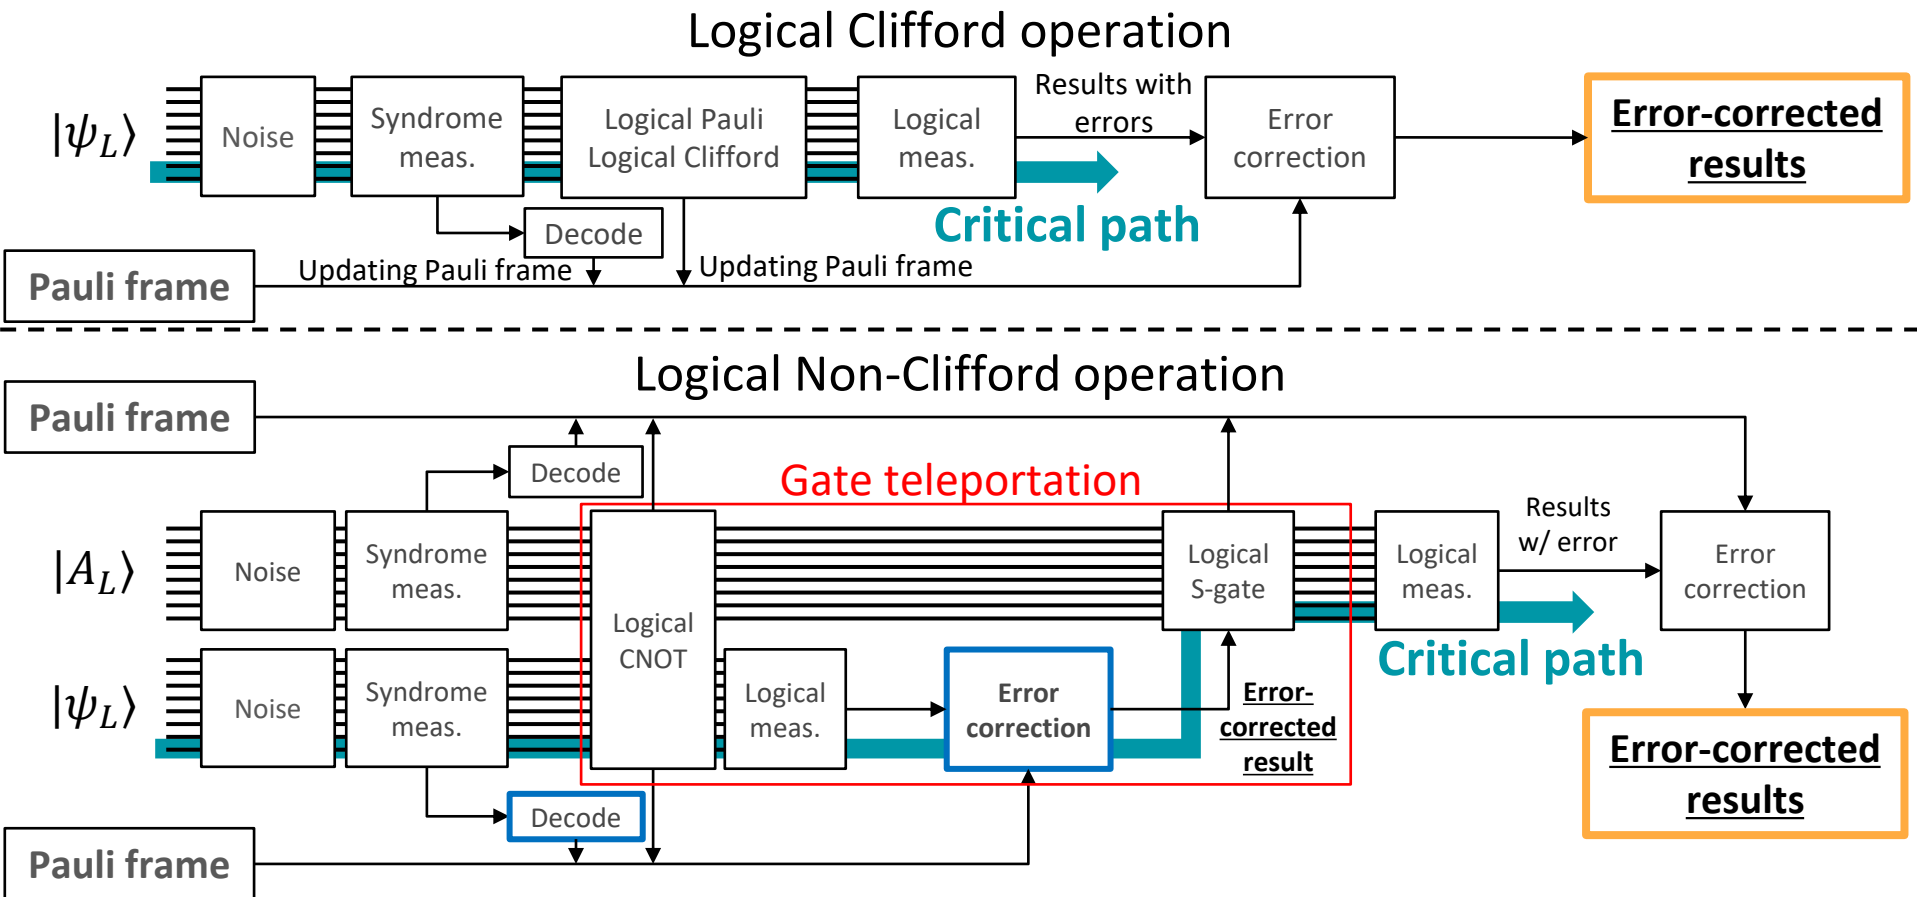 Logical Clifford operation
|ψ_L⟩
Noise
Syndrome
meas.
Logical Pauli
Logical Clifford
Logical
meas.
Results with
errors
Error
correction
Error-corrected
results
Critical path
Decode
Pauli frame
Updating Pauli frame
Updating Pauli frame
Logical Non-Clifford operation
Pauli frame
Decode
Gate teleportation
|A_L⟩
Noise
Syndrome
meas.
Logical
CNOT
Logical
S-gate
Logical
meas.
Results
w/ error
Error
correction
Critical path
|ψ_L⟩
Noise
Syndrome
meas.
Logical
meas.
Error
correction
Error-
corrected
result
Error-corrected
results
Decode
Pauli frame